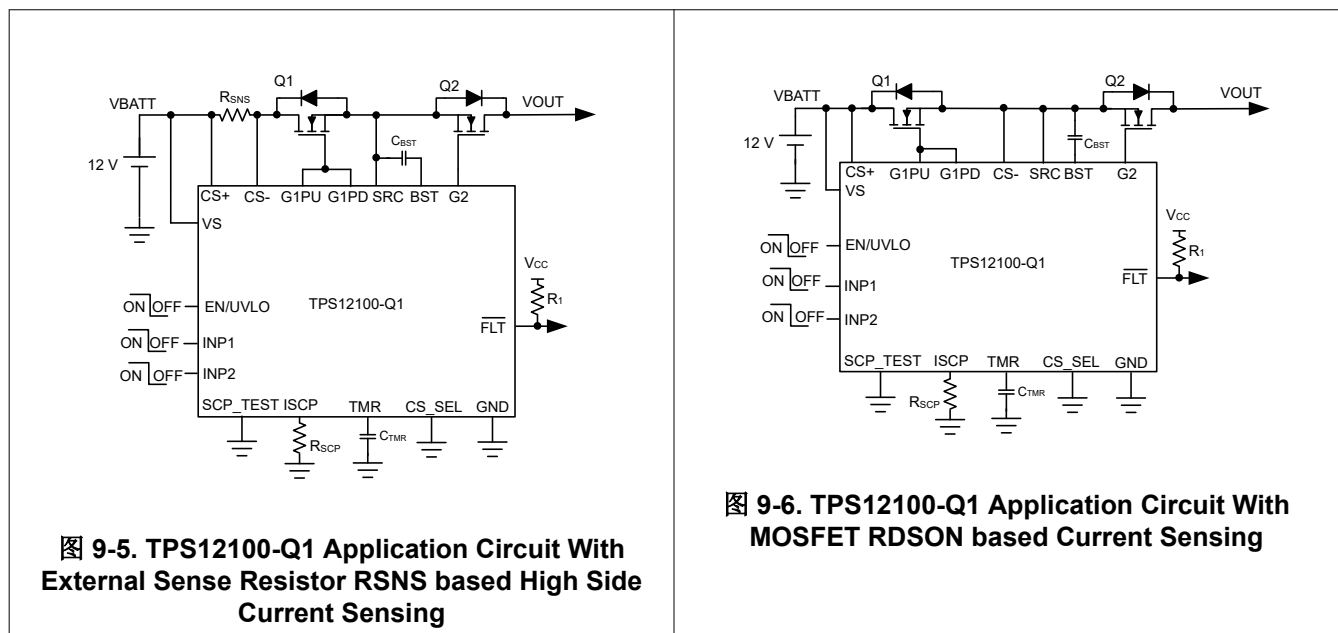 Q1
Q2
VBATT
RSNS
VOUT
CBST
12 V
CS+
CS-
G1PU
G1PD
SRC
BST
G2
VS
VCC
ON
OFF
EN/UVLO
TPS12100-Q1
R1
FLT
ON
OFF
INP1
ON
OFF
INP2
SCP_TEST
ISCP
TMR
CS_SEL
GND
RSCP
CTMR
图 9-5. TPS12100-Q1 Application Circuit With
External Sense Resistor RSNS based High Side
Current Sensing
Q1
Q2
VBATT
VOUT
CBST
12 V
CS+
G1PU
G1PD
CS-
SRC
BST
G2
VS
VCC
ON
OFF
EN/UVLO
R1
TPS12100-Q1
FLT
ON
OFF
INP1
ON
OFF
INP2
SCP_TEST
ISCP
TMR
CS_SEL
GND
RSCP
CTMR
图 9-6. TPS12100-Q1 Application Circuit With
MOSFET RDSON based Current Sensing